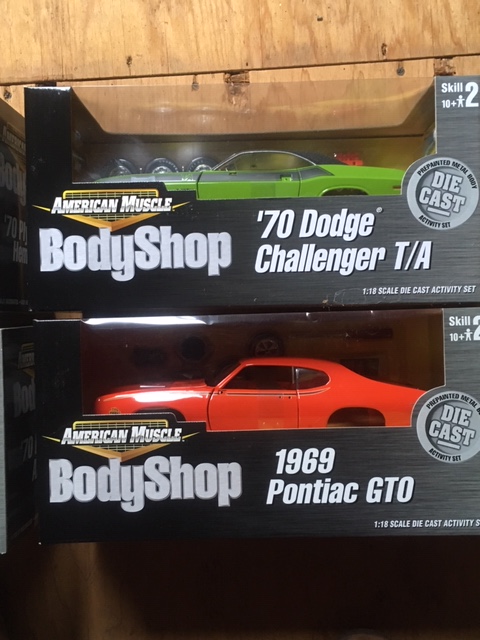 Skill 2
10+
AMERICAN MUSCLE
BodyShop
'70 Dodge®
Challenger T/A
PREPAINTED METAL BODY
DIE
CAST
ACTIVITY SET
1:18 SCALE DIE CAST ACTIVITY SET
Skill 2
10+
AMERICAN MUSCLE
BodyShop
1969
Pontiac GTO
PREPAINTED METAL
DIE
CAST
ACTIVITY SET
1:18 SCALE DIE CAST ACTIVITY S